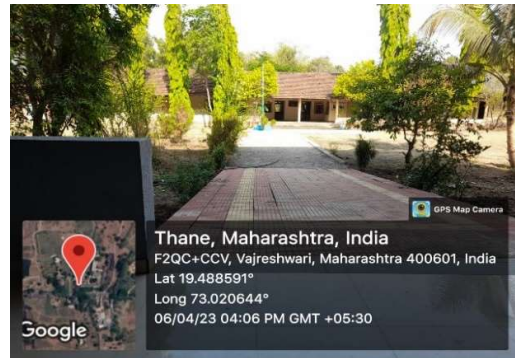 GPS Map Camera
Thane, Maharashtra, India
F2QC+CCV, Vajreshwari, Maharashtra 400601, India
Lat 19.488591°
Long 73.020644°
06/04/23 04:06 PM GMT +05:30
Google